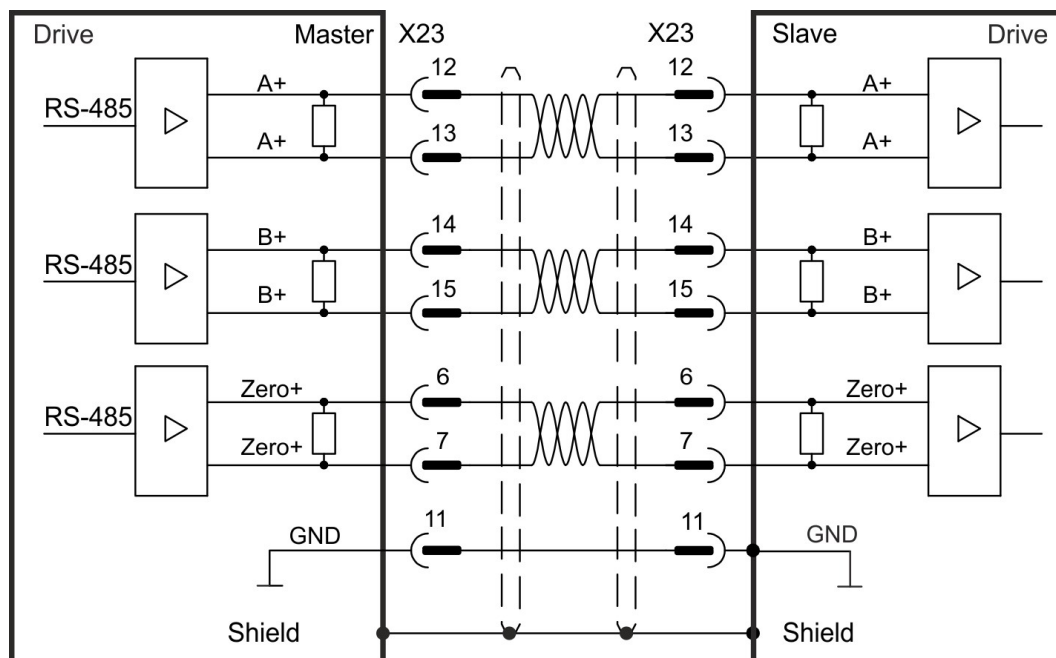 Drive Master X23 X23 Slave Drive
12 12
A+ A+
RS-485
13 13
A+ A+
14 14
B+ B+
RS-485
15 15
B+ B+
6 6
Zero+ Zero+
RS-485
7 7
Zero+ Zero+
11 11
GND GND
Shield Shield